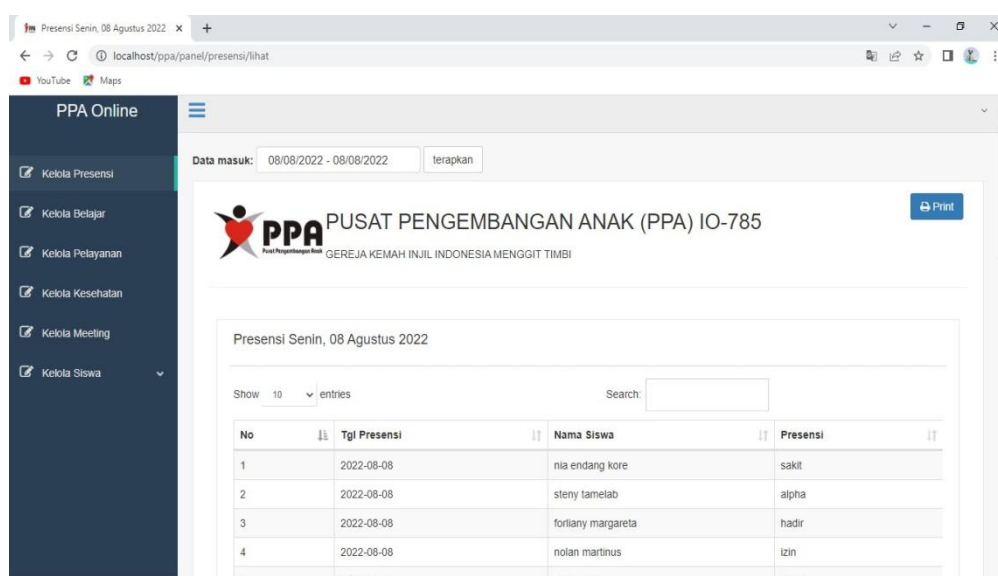 Presensi Senin, 08 Agustus 2022
localhost/ppa/panel/presensi/lihat
YouTube Maps
PPA Online
Kelola Presensi
Kelola Belajar
Kelola Pelayanan
Kelola Kesehatan
Kelola Meeting
Kelola Siswa
Data masuk: 08/08/2022 - 08/08/2022 terapkan
Print
PPA
Pusat Pengembangan Anak
PUSAT PENGEMBANGAN ANAK (PPA) IO-785
GEREJA KEMAH INJIL INDONESIA MENGGIT TIMBI
Presensi Senin, 08 Agustus 2022
Show 10 entries Search:
No Tgl Presensi Nama Siswa Presensi
1 2022-08-08 nia endang kore sakit
2 2022-08-08 steny tamelab alpha
3 2022-08-08 forliany margareta hadir
4 2022-08-08 nolan martinus izin